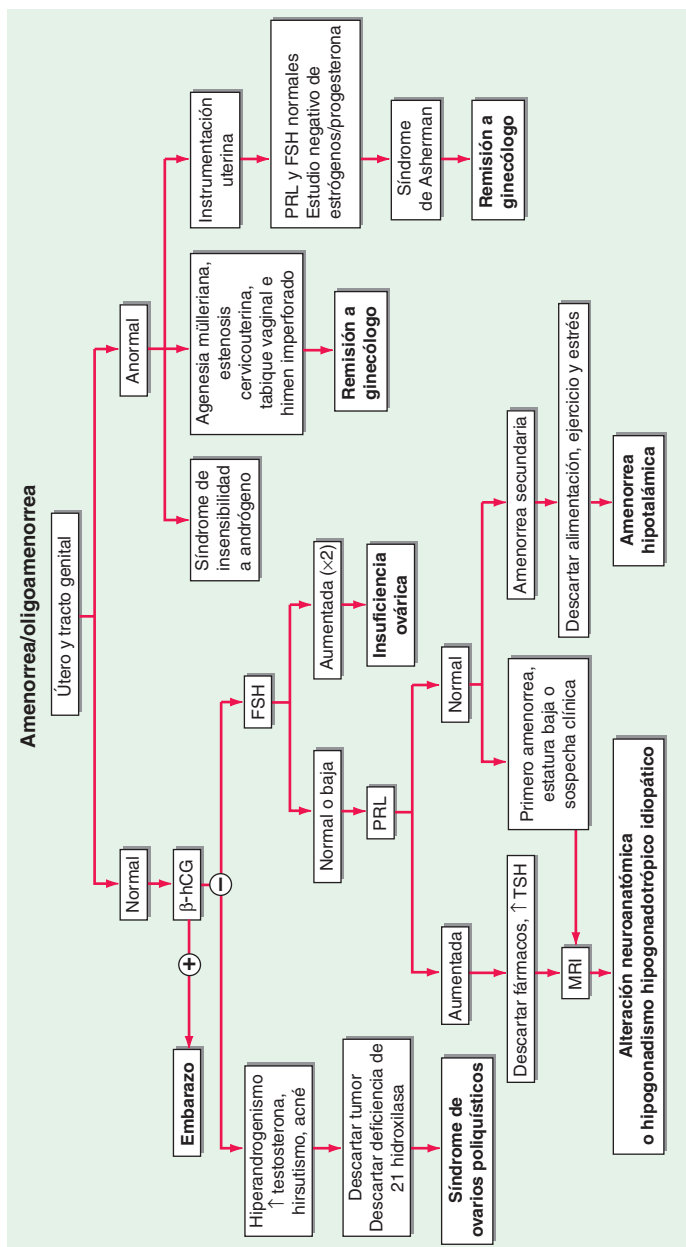 Amenorrea/oligoamenorrea
Útero y tracto genital
Normal
Anormal
β-hCG
+
−
Embarazo
Síndrome de
insensibilidad
a andrógeno
Agenesia mülleriana,
estenosis
cervicouterina,
tabique vaginal e
himen imperforado
Remisión a
ginecólogo
Instrumentación
uterina
PRL y FSH normales
Estudio negativo de
estrógenos/progesterona
Síndrome
de Asherman
Remisión a
ginecólogo
Hiperandrogenismo
↑ testosterona,
hirsutismo, acné
Descartar tumor
Descartar deficiencia de
21 hidroxilasa
Síndrome de
ovarios poliquísticos
FSH
Normal o baja
Aumentada (×2)
Insuficiencia
ovárica
PRL
Aumentada
Normal
Descartar fármacos, ↑ TSH
MRI
Primero amenorrea,
estatura baja o
sospecha clínica
Amenorrea secundaria
Descartar alimentación, ejercicio y estrés
Alteración neuroanatómica
o hipogonadismo hipogonadotrópico idiopático
Amenorrea
hipotalámica